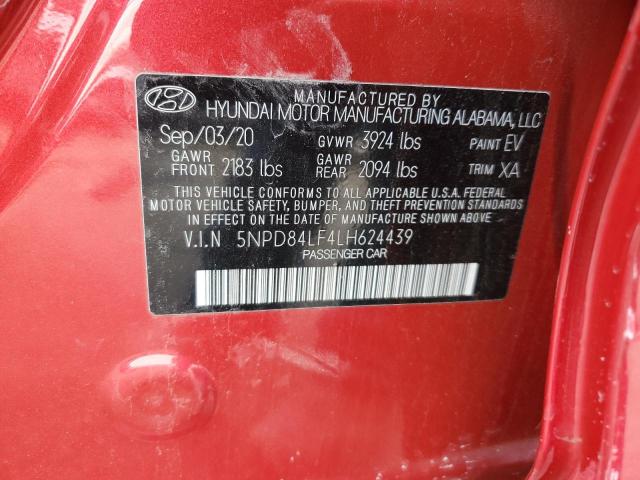 MANUFACTURED BY
HYUNDAI MOTOR MANUFACTURING ALABAMA, LLC
Sep/03/20 GVWR 3924 lbs PAINT EV
GAWR FRONT 2183 lbs GAWR REAR 2094 lbs TRIM XA
THIS VEHICLE CONFORMS TO ALL APPLICABLE U.S.A. FEDERAL
MOTOR VEHICLE SAFETY, BUMPER, AND THEFT PREVENTION STANDARDS
IN EFFECT ON THE DATE OF MANUFACTURE SHOWN ABOVE.
V.I.N 5NPD84LF4LH624439
PASSENGER CAR